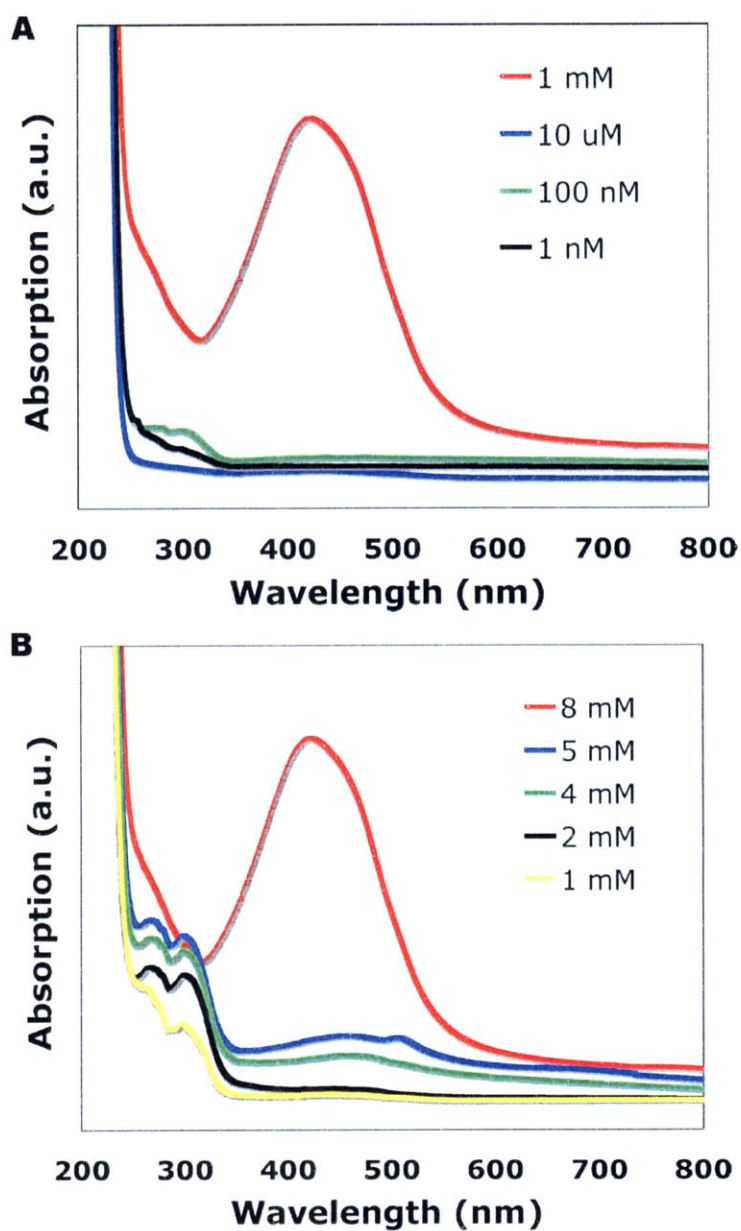 A
Absorption (a.u.)
1 mM
10 uM
100 nM
1 nM
200 300 400 500 600 700 800
Wavelength (nm)
B
Absorption (a.u.)
8 mM
5 mM
4 mM
2 mM
1 mM
200 300 400 500 600 700 800
Wavelength (nm)